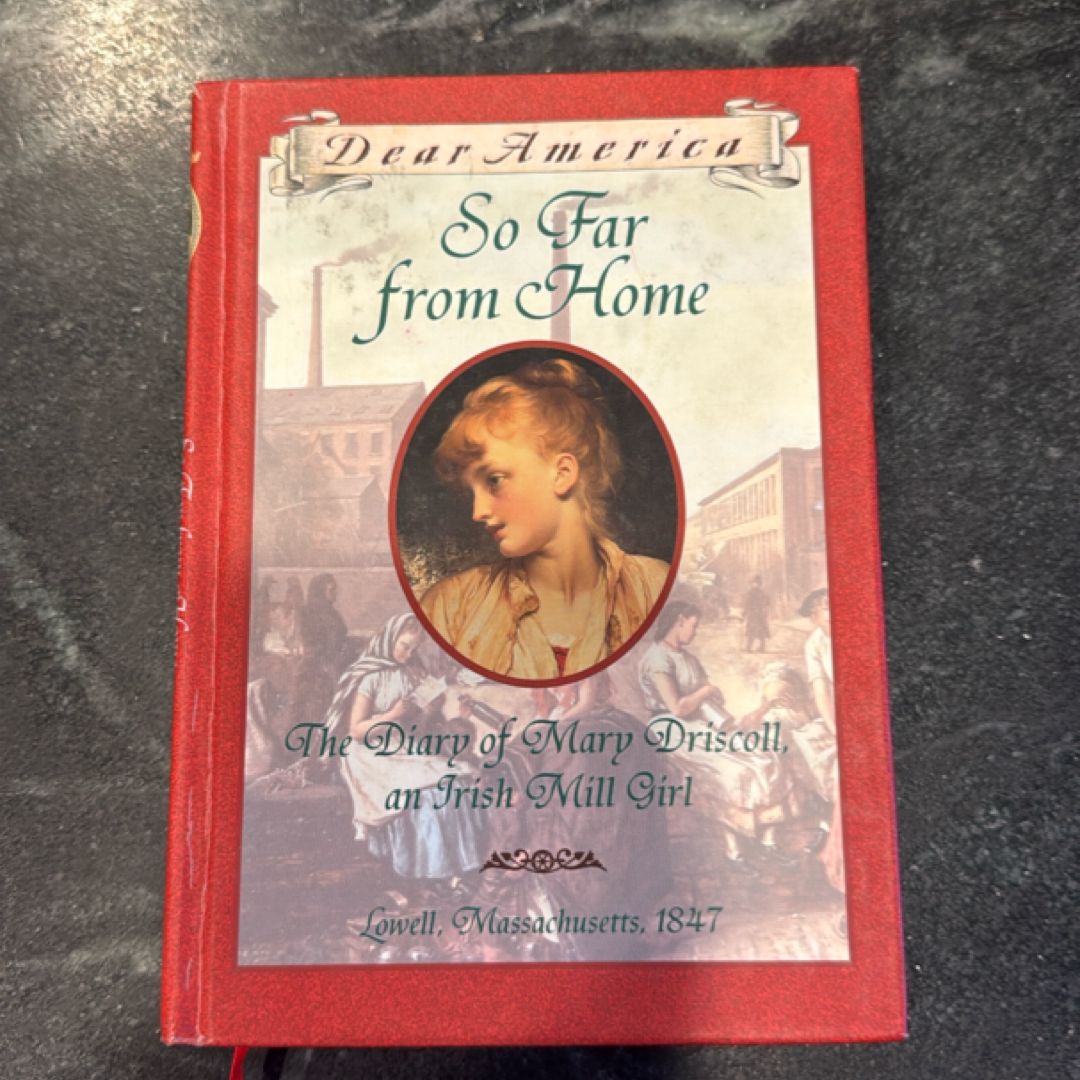 Dear America
So Far
from Home
The Diary of Mary Driscoll,
an Irish Mill Girl
Lowell, Massachusetts, 1847